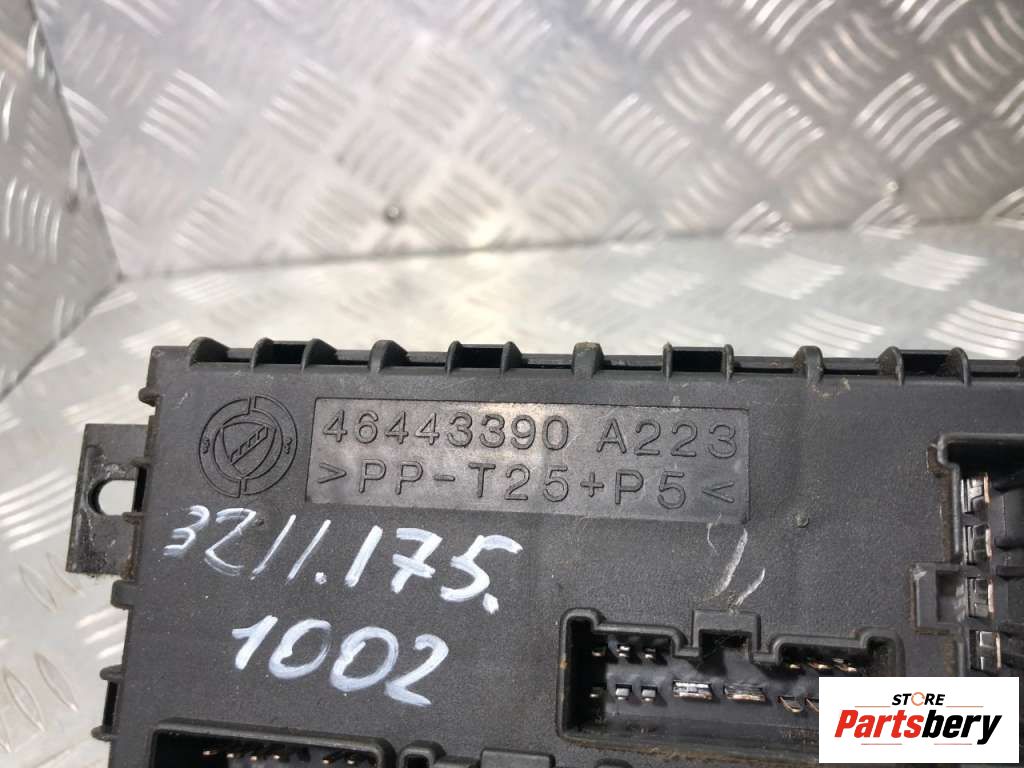 46443390 A223
>PP-T25+P5<
3211.175.
1002
STORE
Partsbery